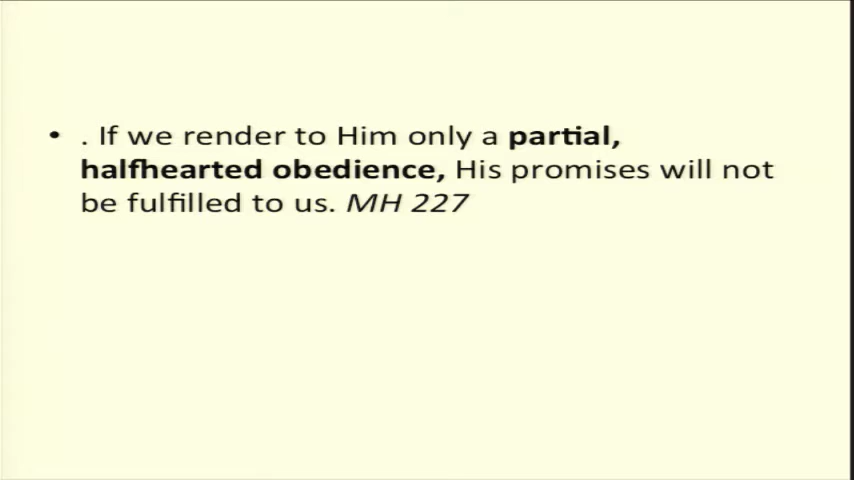 • . If we render to Him only a partial,
halfhearted obedience, His promises will not
be fulfilled to us. MH 227